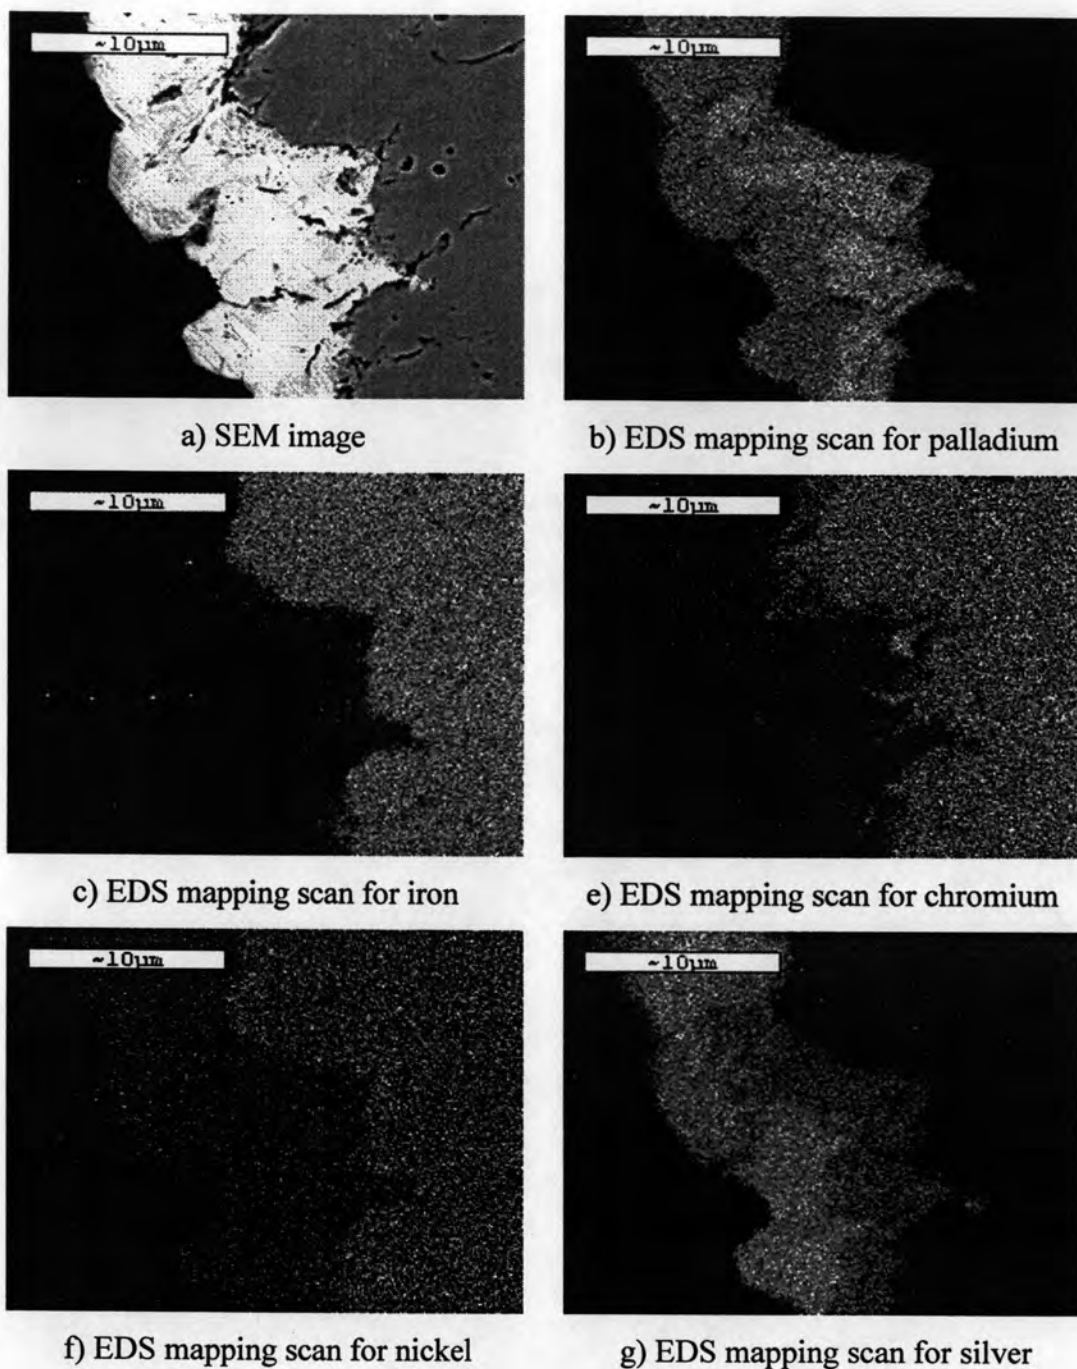 ~10µm ~10µm
a) SEM image b) EDS mapping scan for palladium
~10µm ~10µm
c) EDS mapping scan for iron e) EDS mapping scan for chromium
~10µm ~10µm
f) EDS mapping scan for nickel g) EDS mapping scan for silver